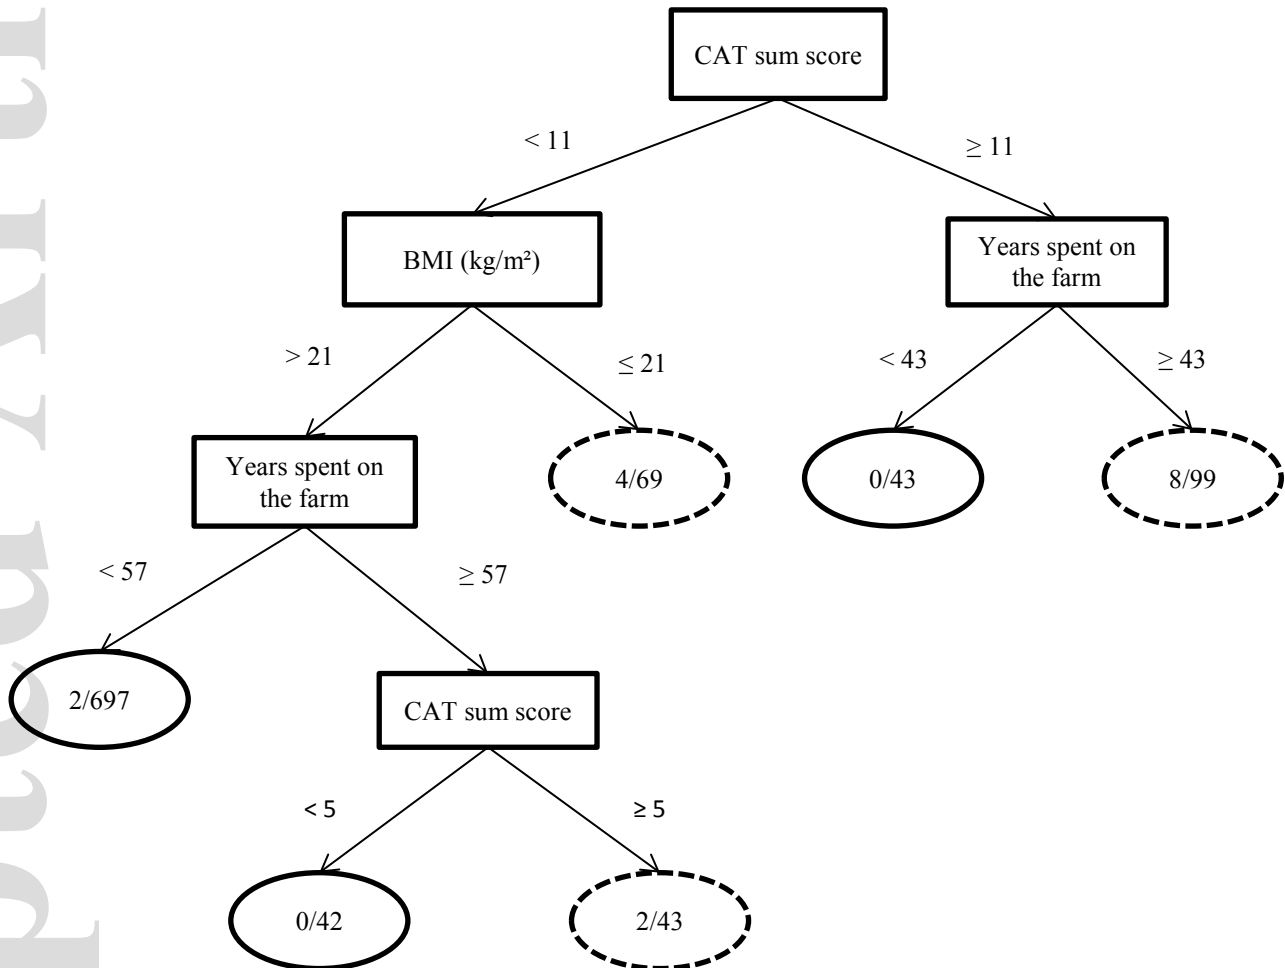 CAT sum score
< 11
≥ 11
BMI (kg/m²)
Years spent on
the farm
> 21
≤ 21
< 43
≥ 43
Years spent on
the farm
4/69
0/43
8/99
< 57
≥ 57
2/697
CAT sum score
< 5
≥ 5
0/42
2/43